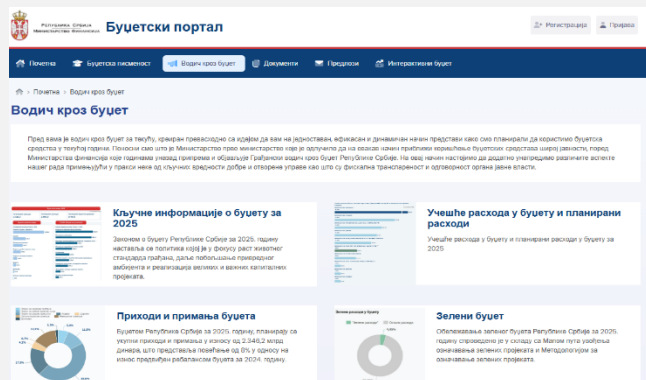 Република Србија
Министарство финансија
Буџетски портал
Регистрација
Пријава
Почетна
Буџетска писменост
Водич кроз буџет
Документи
Предлози
Интерактивни буџет
Почетна
Водич кроз буџет
Водич кроз буџет
Пред вама је водич кроз буџет за текућу, креиран превасходно са идејом да вам на једноставан, ефикасан и динамичан начин представи како смо планирали да користимо буџетска
средства у текућој години. Поносни смо што је Министарство прво министарство које је одлучило да на овакав начин приближи коришћење буџетских средстава широј јавности, поред
Министарства финансија које годинама уназад припрема и објављује Грађански водич кроз буџет Републике Србије. На овај начин настојимо да додатно унапредимо различите аспекте
нашег рада примењујући у пракси неке од кључних вредности добре и отворене управе као што су фискална транспарентност и одговорност органа јавне власти.
Кључне информације о буџету за
2025
Законом о буџету Републике Србије за 2025. годину
наставља се политика којој је у фокусу раст животног
стандарда грађана, даље побољшање привредног
амбијента и реализација великих и важних капиталних
пројеката.
Учешће расхода у буџету и планирани
расходи
Учешће расхода у буџету и планирани расходи у буџету за
2025
Приходи и примања буџета
Буџетом Републике Србије за 2025. годину, планирају се
укупни приходи и примања у износу од 2.346,2 млрд
динара, што представља повећање од 8% у односу на
износ предвиђен ребалансом буџета за 2024. годину.
Зелени буџет
Обележавања зеленог буџета Републике Србије за 2025.
годину спроведено је у складу са Мапом пута увођења
означавања зелених пројеката и Методологијом за
означавање зелених пројеката.